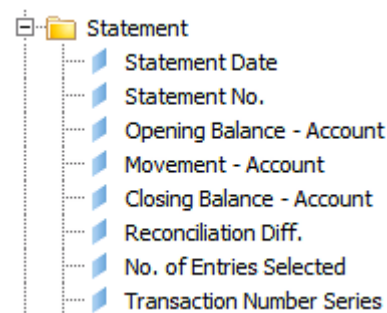 Statement
Statement Date
Statement No.
Opening Balance - Account
Movement - Account
Closing Balance - Account
Reconciliation Diff.
No. of Entries Selected
Transaction Number Series